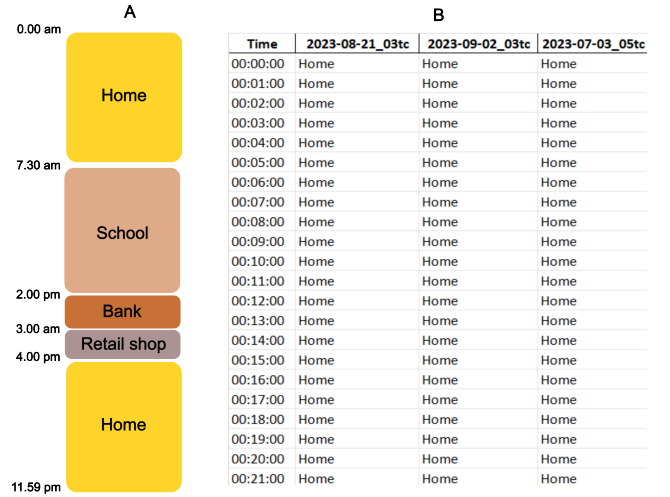 A
0.00 am
Home
7.30 am
School
2.00 pm
Bank
3.00 am
Retail shop
4.00 pm
Home
11.59 pm
B
Time 2023-08-21_03tc 2023-09-02_03tc 2023-07-03_05tc
00:00:00 Home Home Home
00:01:00 Home Home Home
00:02:00 Home Home Home
00:03:00 Home Home Home
00:04:00 Home Home Home
00:05:00 Home Home Home
00:06:00 Home Home Home
00:07:00 Home Home Home
00:08:00 Home Home Home
00:09:00 Home Home Home
00:10:00 Home Home Home
00:11:00 Home Home Home
00:12:00 Home Home Home
00:13:00 Home Home Home
00:14:00 Home Home Home
00:15:00 Home Home Home
00:16:00 Home Home Home
00:17:00 Home Home Home
00:18:00 Home Home Home
00:19:00 Home Home Home
00:20:00 Home Home Home
00:21:00 Home Home Home